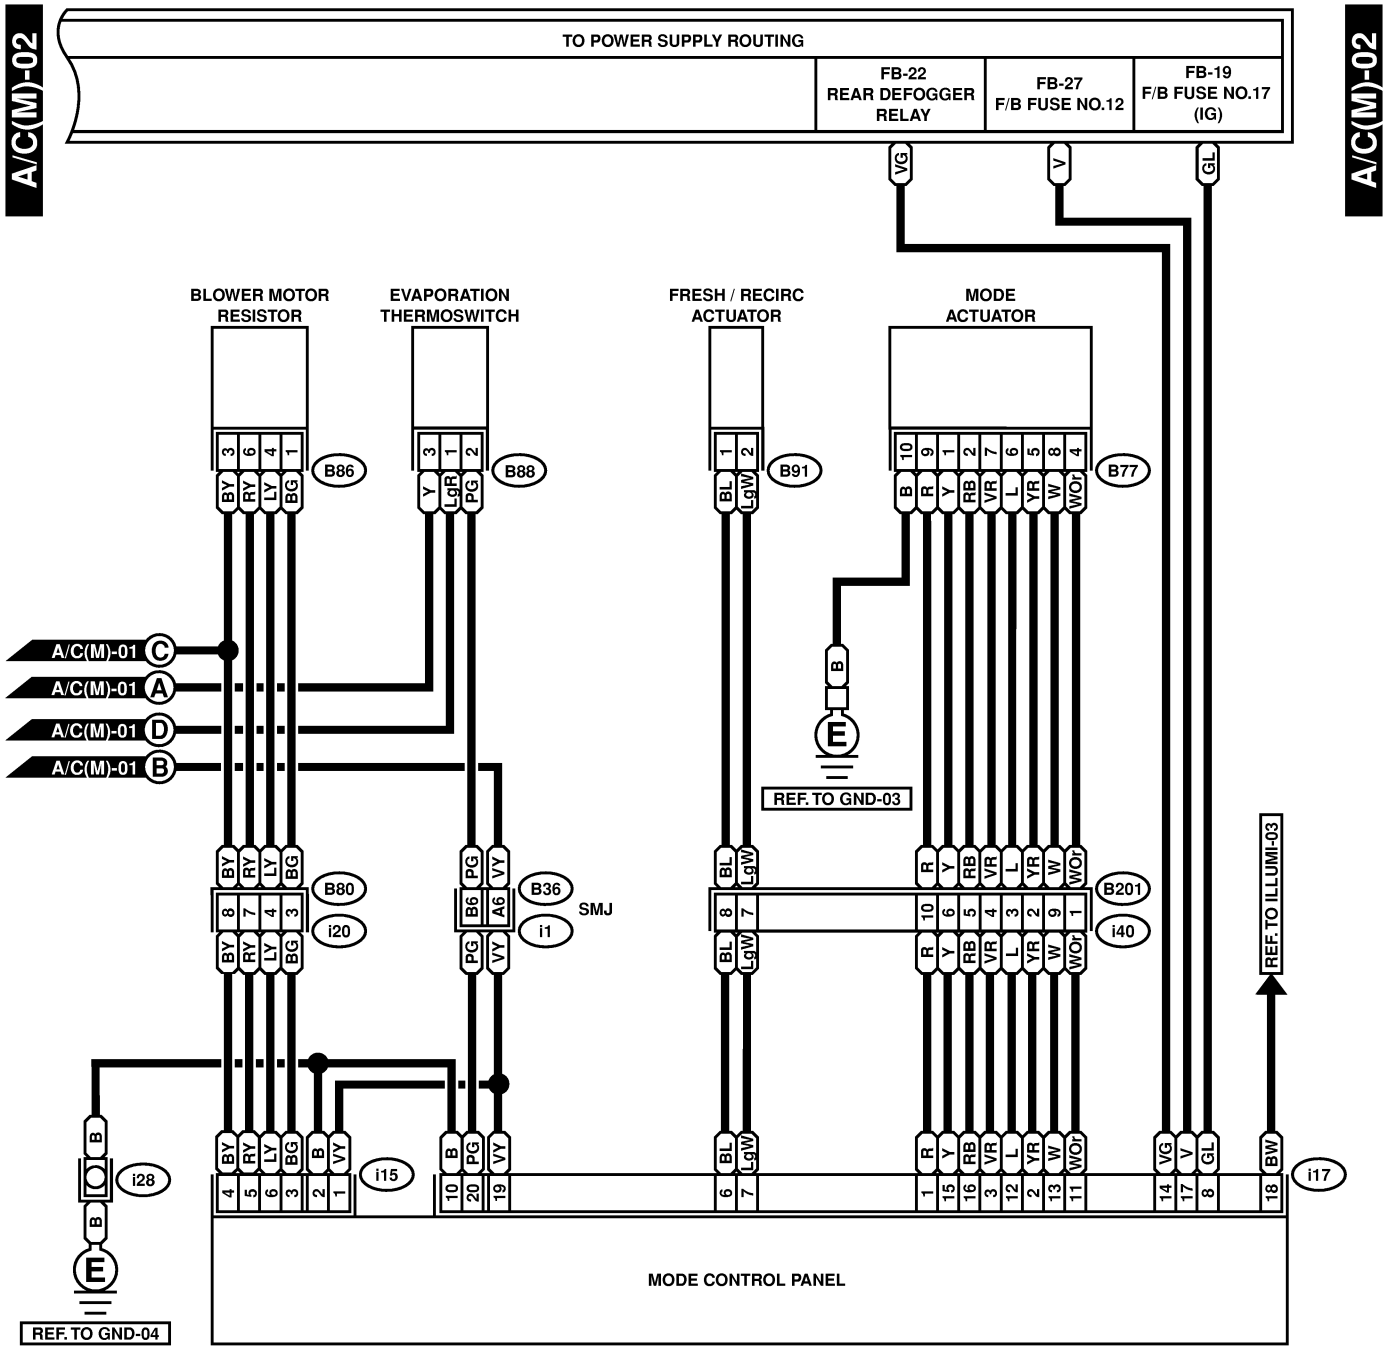 A/C(M)-02
A/C(M)-02
TO POWER SUPPLY ROUTING
FB-22
REAR DEFOGGER
RELAY
FB-27
F/B FUSE NO.12
FB-19
F/B FUSE NO.17
(IG)
VG V GL
BLOWER MOTOR
RESISTOR
EVAPORATION
THERMOSWITCH
FRESH / RECIRC
ACTUATOR
MODE
ACTUATOR
3 6 4 1
B86
3 1 2
B88
1 2
B91
10 9 1 2 7 6 5 8 4
B77
BY RY LY BG
Y LgR PG
BL LgW
B R Y RB VR L YR W WOr
A/C(M)-01 C
A/C(M)-01 A
A/C(M)-01 D
A/C(M)-01 B
B
E
REF. TO GND-03
REF. TO ILLUMI-03
BY RY LY BG
PG VY
BL LgW
R Y RB VR L YR W WOr
B80
B36
B201
8 7 4 3
B6 A6
SMJ
8 7
10 6 5 4 3 2 9 1
i20
i1
i40
BY RY LY BG
PG VY
BL LgW
R Y RB VR L YR W WOr
B
BY RY LY BG B VY
B PG VY
BL LgW
R Y RB VR L YR W WOr
VG V GL
BW
i28
i15
i17
4 5 6 3 2 1
10 20 19
6 7
1 15 16 3 12 2 13 11
14 17 8
18
B
E
REF. TO GND-04
MODE CONTROL PANEL